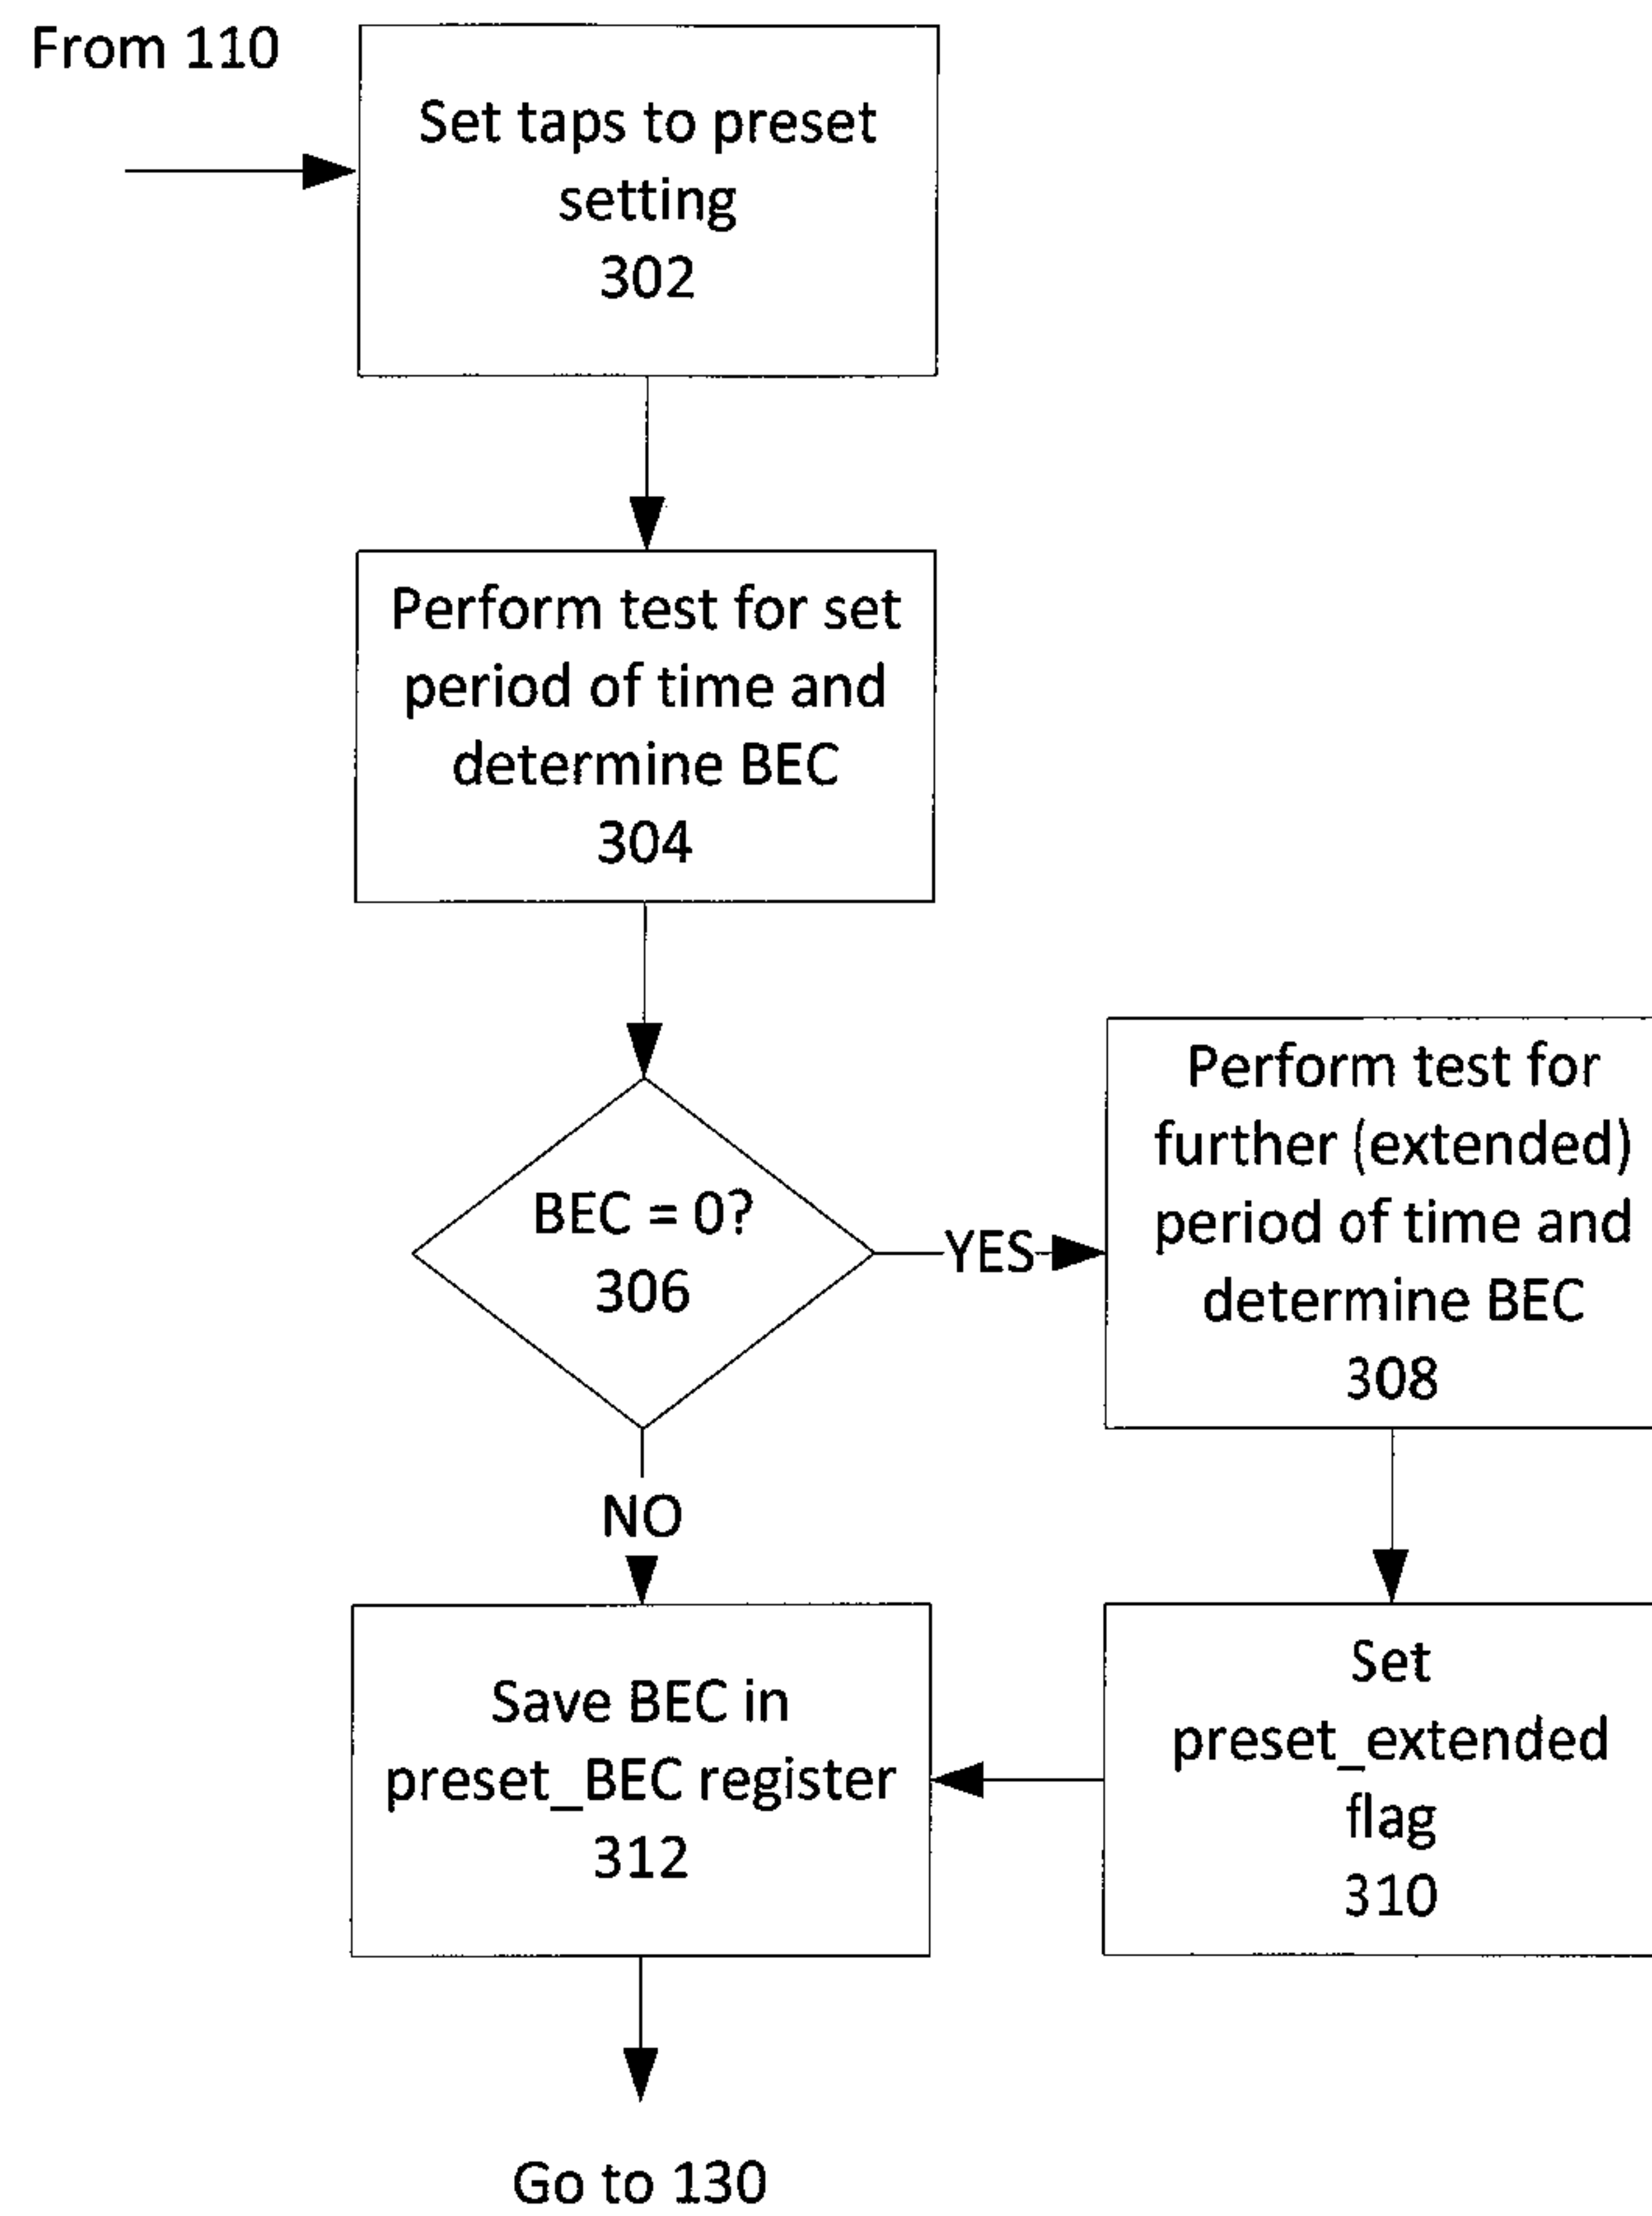 From 110
Set taps to preset
setting
302
Perform test for set
period of time and
determine BEC
304
BEC = 0?
306
YES
Perform test for
further (extended)
period of time and
determine BEC
308
NO
Save BEC in
preset_BEC register
312
Set
preset_extended
flag
310
Go to 130